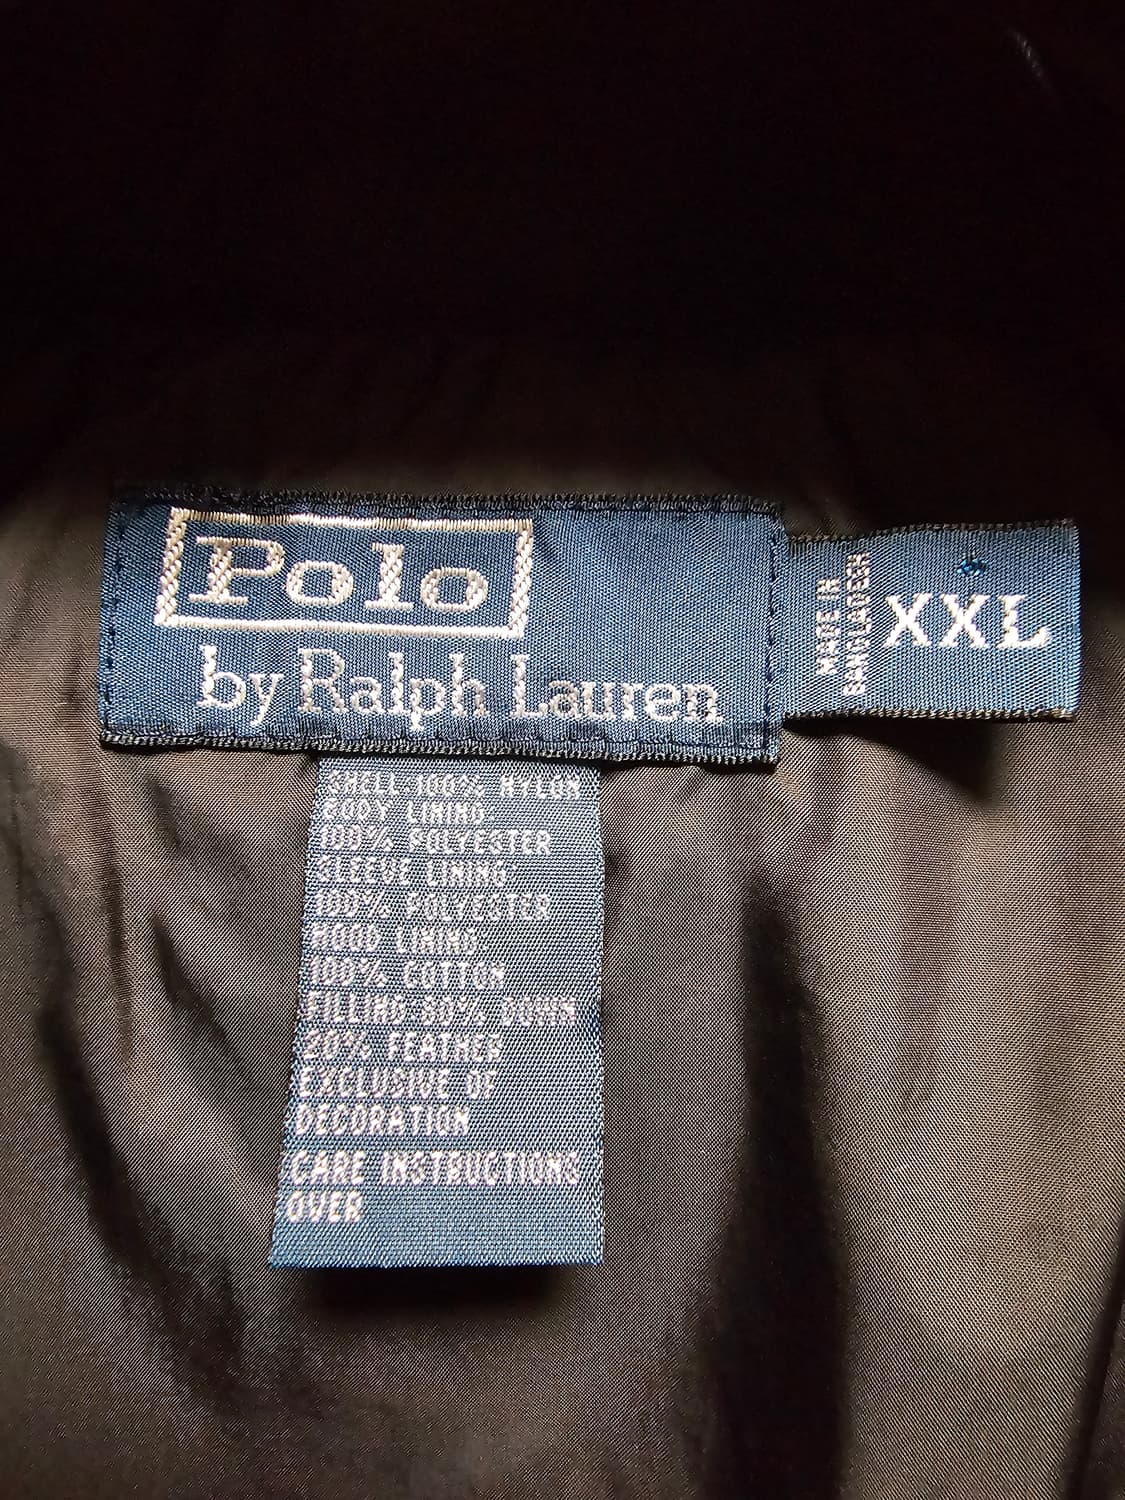 Polo
by Ralph Lauren
MADE IN
BANGLADESH
XXL
SHELL 100% NYLON
BODY LINING
100% POLYESTER
SLEEVE LINING
100% POLYESTER
HOOD LINING
100% COTTON
FILLING 80% DOWN
20% FEATHER
EXCLUSIVE OF
DECORATION
CARE INSTRUCTIONS
OVER